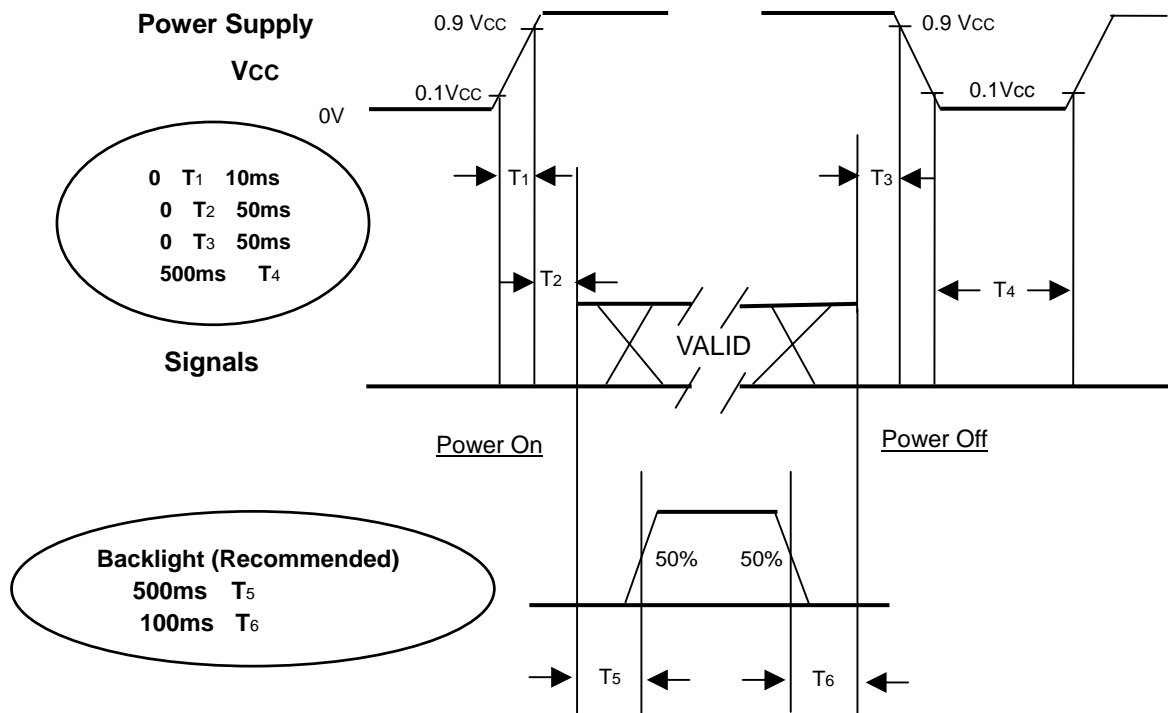 Power Supply
VCC
0.9 VCC
0.1VCC
0V
0.9 VCC
0.1Vcc
0 T1 10ms
0 T2 50ms
0 T3 50ms
500ms T4
T1
T2
T3
T4
Signals
VALID
Power On
Power Off
Backlight (Recommended)
500ms T5
100ms T6
50%
50%
T5
T6